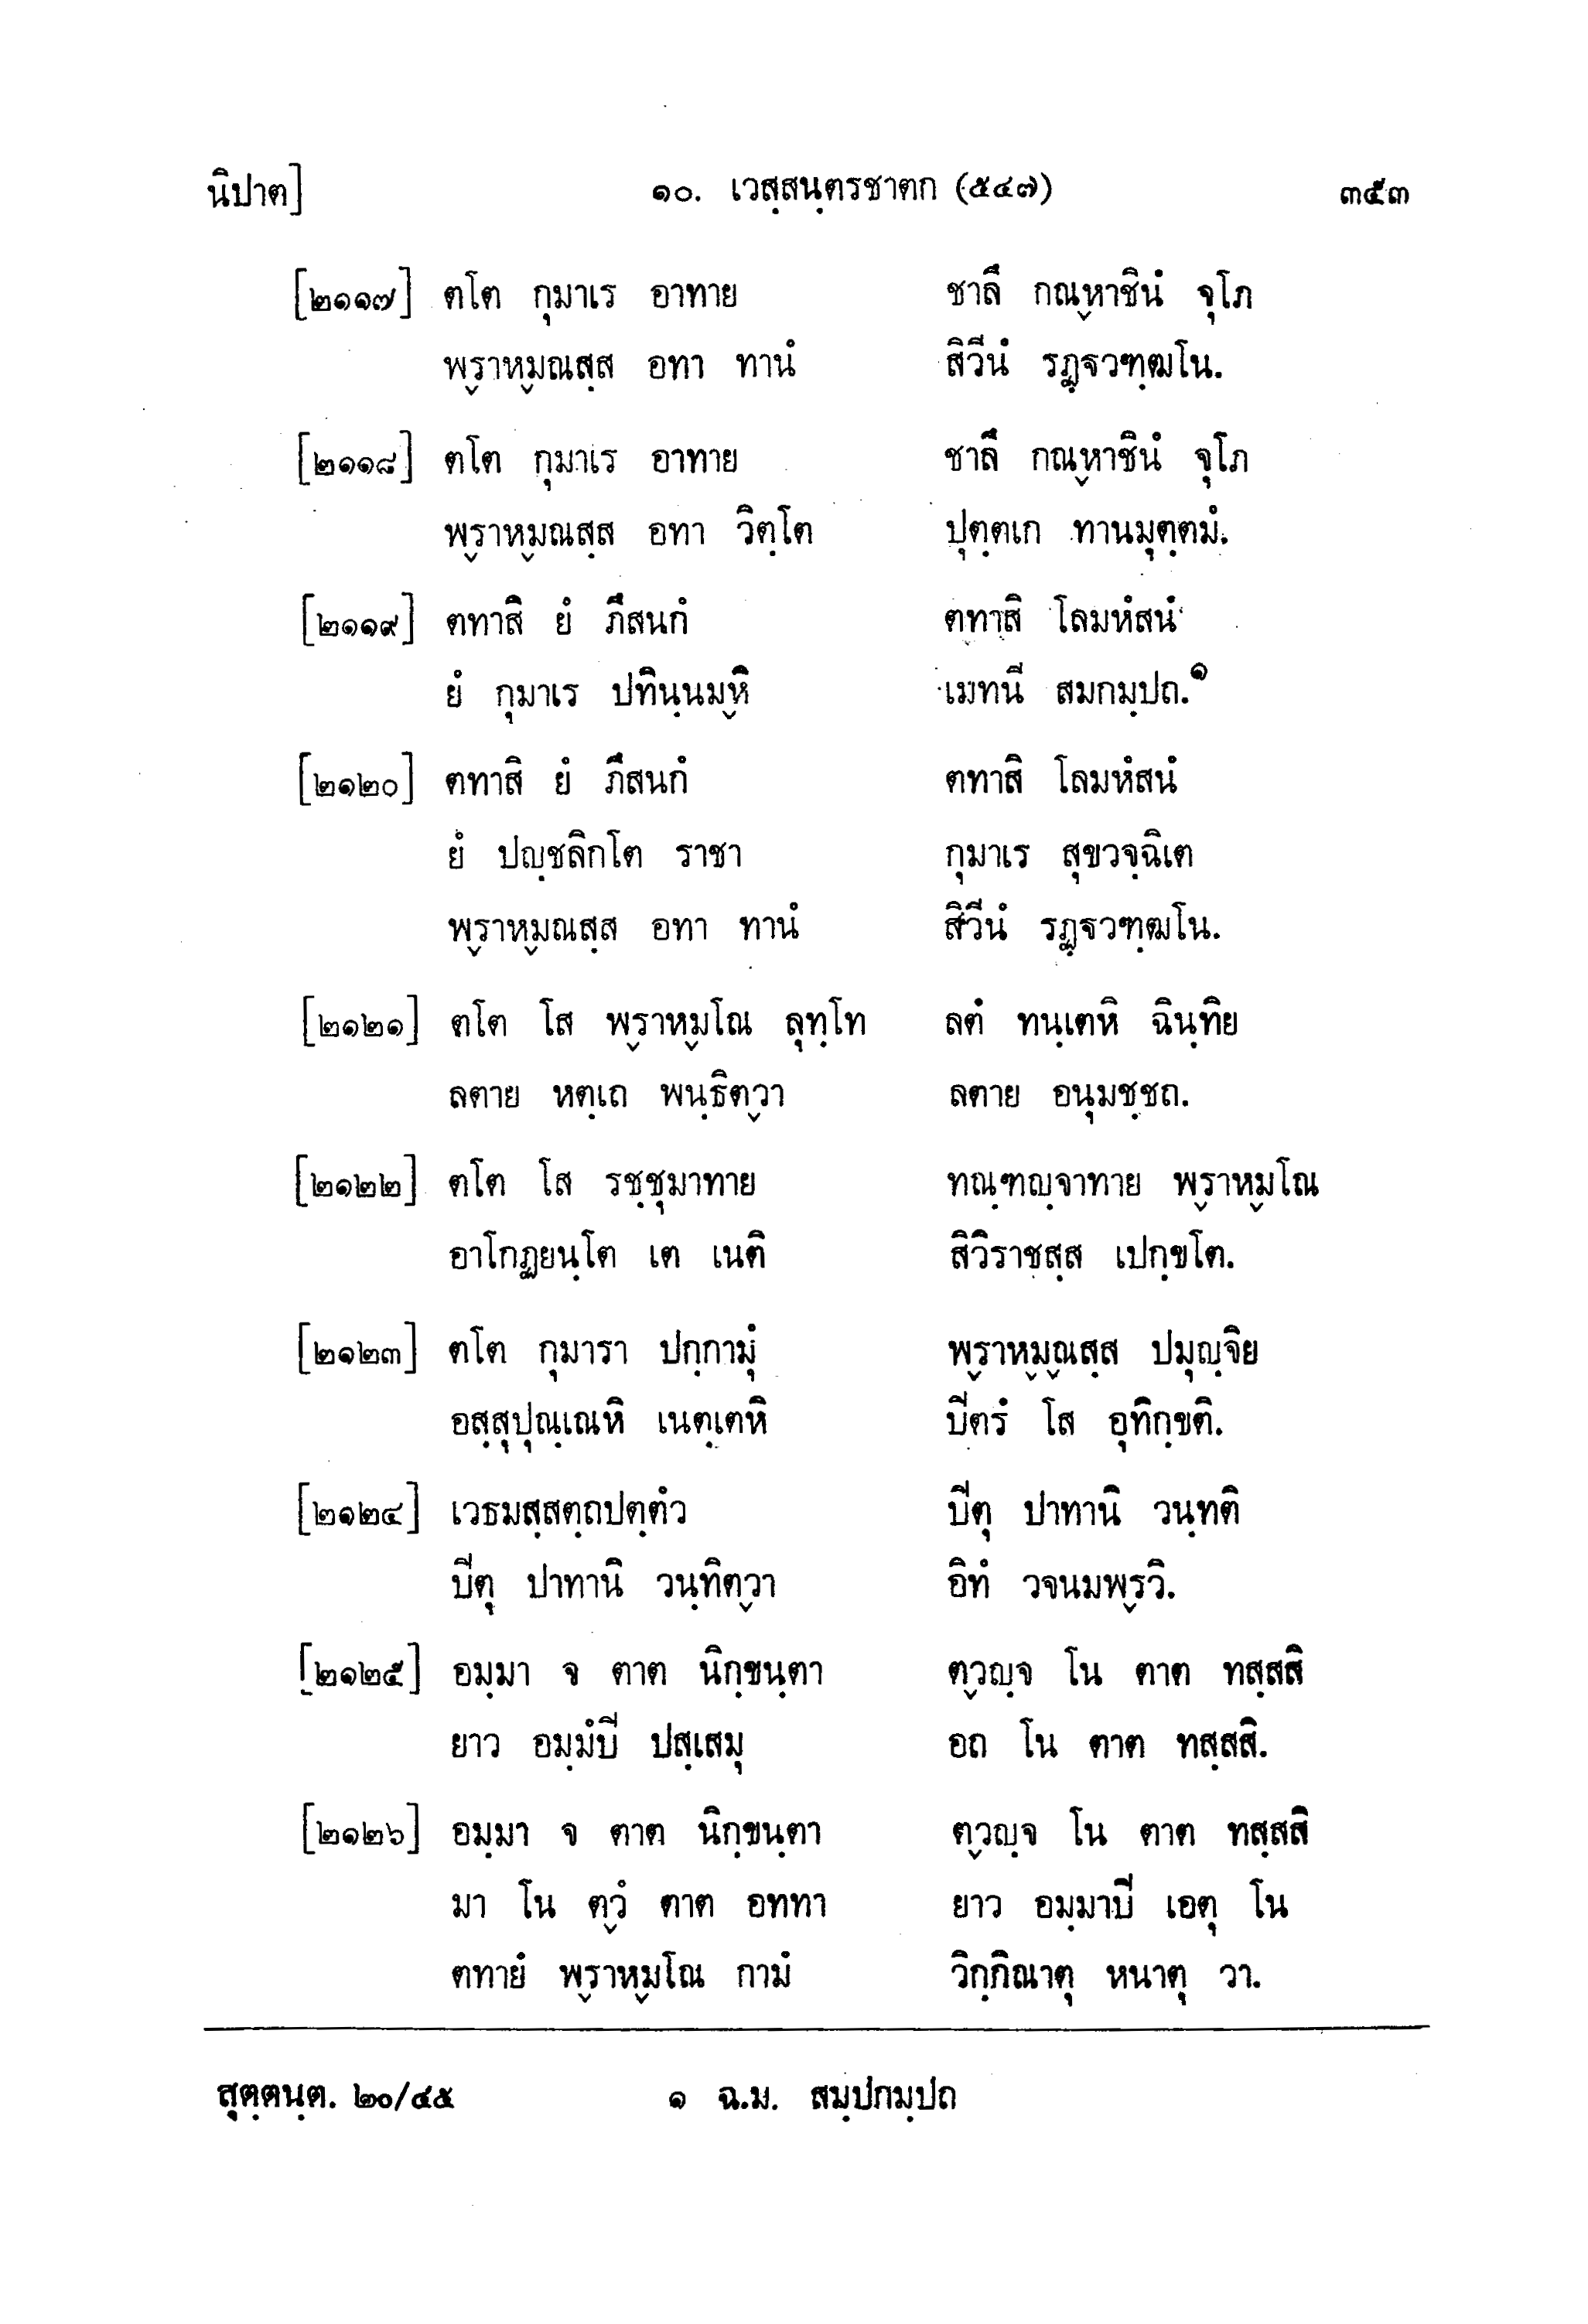 นิปาต] ๑๐. เวสฺสนฺตรชาตก (๕๔๗) ๓๕๓
[๒๑๑๗] ตโต กุมาเร อาทาย ชาลึ กณฺหาชินํ จุโภ
พฺราหฺมณสฺส อทา ทานํ สิวีนํ รฏฺฐวฑฺฒโน.
[๒๑๑๘] ตโต กุมาเร อาทาย ชาลึ กณฺหาชินํ จุโภ
พฺราหฺมณสฺส อทา วิตฺโต ปุตฺตเก ทานมุตฺตมํ.
[๒๑๑๙] ตทาสิ ยํ ภึสนกํ ตทาสิ โลมหํสนํ
ยํ กุมาเร ปทินฺนมฺหิ เมทนี สมกมฺปถ.๑
[๒๑๒๐] ตทาสิ ยํ ภึสนกํ ตทาสิ โลมหํสนํ
ยํ ปญฺชลิกโต ราชา กุมาเร สุขวจฺฉิเต
พฺราหฺมณสฺส อทา ทานํ สิวีนํ รฏฺฐวฑฺฒโน.
[๒๑๒๑] ตโต โส พฺราหฺมโณ ลุทฺโท ลตํ ทนฺเตหิ ฉินฺทิย
ลตาย หตฺเถ พนฺธิตฺวา ลตาย อนุมชฺชถ.
[๒๑๒๒] ตโต โส รชฺชุมาทาย ทณฺฑญฺจาทาย พฺราหฺมโณ
อาโกฏยนฺโต เต เนติ สิวิราชสฺส เปกฺขโต.
[๒๑๒๓] ตโต กุมารา ปกฺกามุํ พฺราหฺมฺณสฺส ปมุญฺจิย
อสฺสุปุณฺเณหิ เนตฺเตหิ ปิตรํ โส อุทิกฺขติ.
[๒๑๒๔] เวธมสฺสตฺถปตฺตํว ปิตุ ปาทานิ วนฺทติ
ปิตุ ปาทานิ วนฺทิตฺวา อิทํ วจนมพฺรวิ.
[๒๑๒๕] อมฺมา จ ตาต นิกฺขนฺตา ตฺวญฺจ โน ตาต ทสฺสสิ
ยาว อมฺมํปิ ปสฺเสมุ อถ โน ตาต ทสฺสสิ.
[๒๑๒๖] อมฺมา จ ตาต นิกฺขนฺตา ตฺวญฺจ โน ตาต ทสฺสสิ
มา โน ตฺวํ ตาต อททา ยาว อมฺมาปิ เอตุ โน
ตทายํ พฺราหฺมโณ กามํ วิกฺกิณาตุ หนาตุ วา.
สุตฺตนฺต. ๒๐/๔๕ ๑ ฉ.ม. สมฺปกมฺปถ